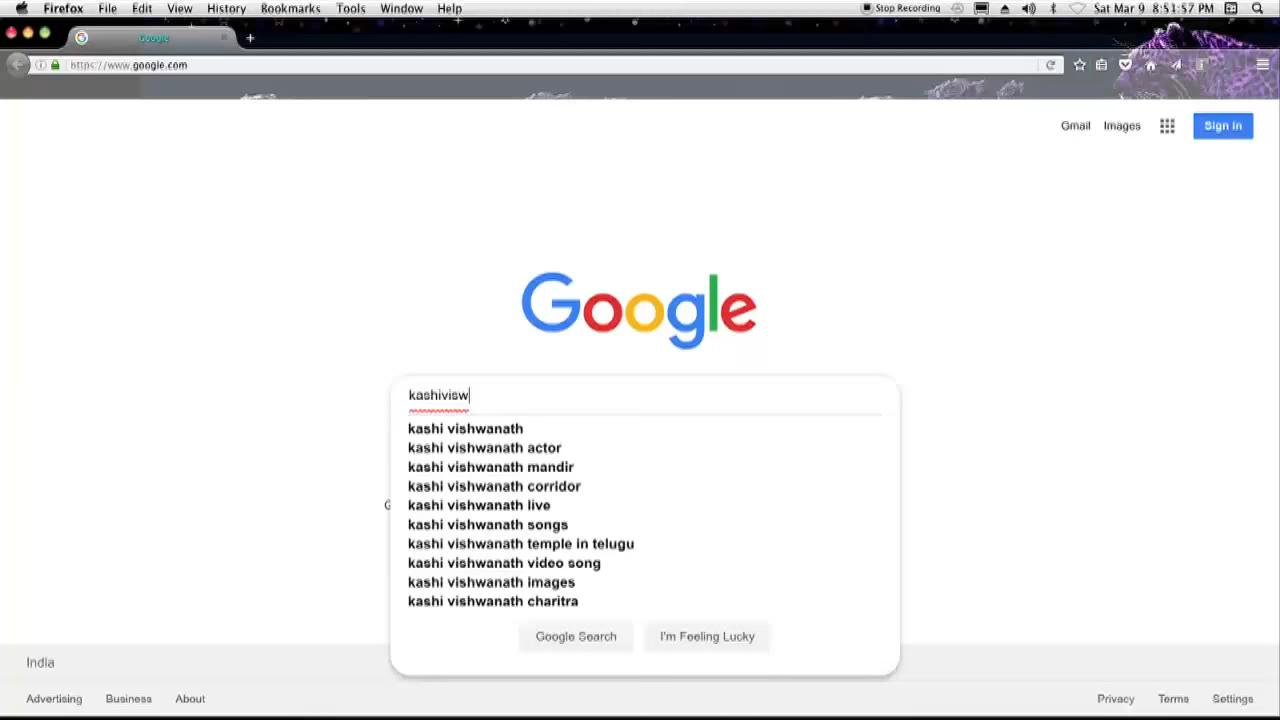 Firefox File Edit View History Bookmarks Tools Window Help Stop Recording Sat Mar 9 8:51:57 PM
Google
https://www.google.com
Gmail Images Sign in
Google
kashivisw
kashi vishwanath
kashi vishwanath actor
kashi vishwanath mandir
kashi vishwanath corridor
kashi vishwanath live
kashi vishwanath songs
kashi vishwanath temple in telugu
kashi vishwanath video song
kashi vishwanath images
kashi vishwanath charitra
Google Search I'm Feeling Lucky
India
Advertising Business About Privacy Terms Settings